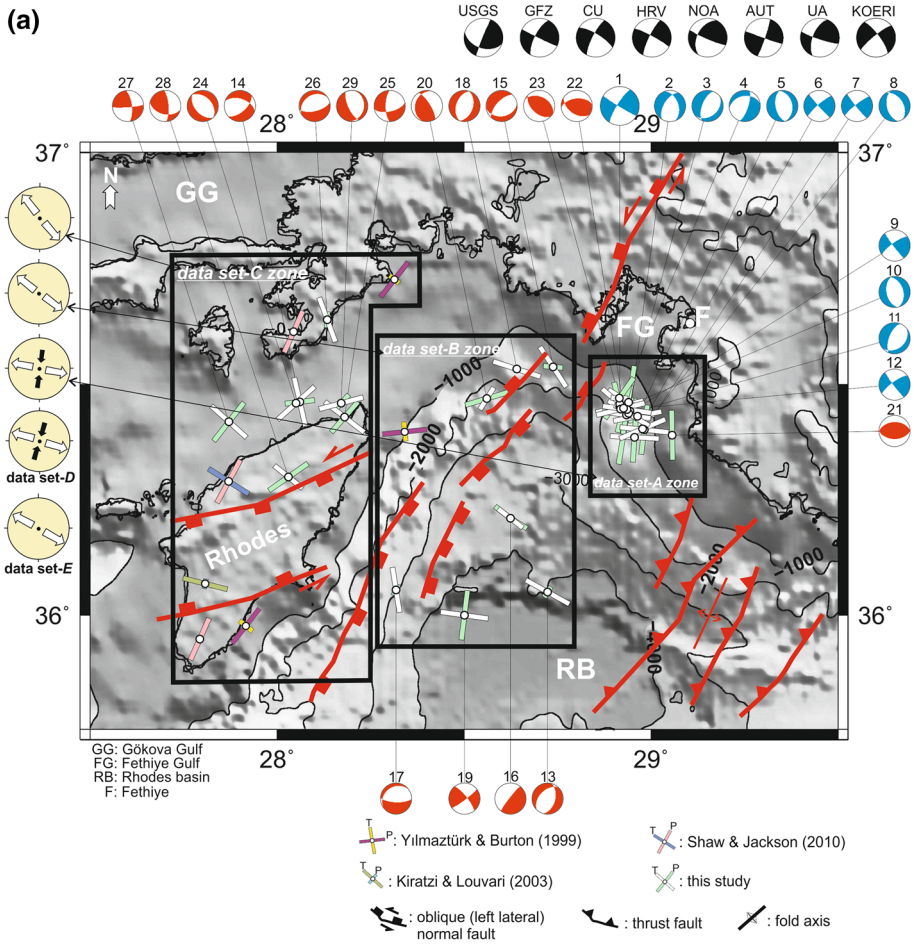 (a)
USGS GFZ CU HRV NOA AUT UA KOERI
27 28 24 14 26 29 25 20 18 15 23 22 1 2 3 4 5 6 7 8
28° 29°
37° 37°
N
GG
data set-C zone
9
10
FG F
11
data set-B zone
-1000
12
21
-2000
-3000
data set-A zone
data set-D
Rhodes
data set-E
-2000
-1000
36° 36°
-4000
RB
28° 29°
GG: Gökova Gulf
FG: Fethiye Gulf
RB: Rhodes basin
F: Fethiye
17 19 16 13
T P : Yılmaztürk & Burton (1999)
T P : Shaw & Jackson (2010)
T P : Kiratzi & Louvari (2003)
T P : this study
: oblique (left lateral)
normal fault
: thrust fault
: fold axis